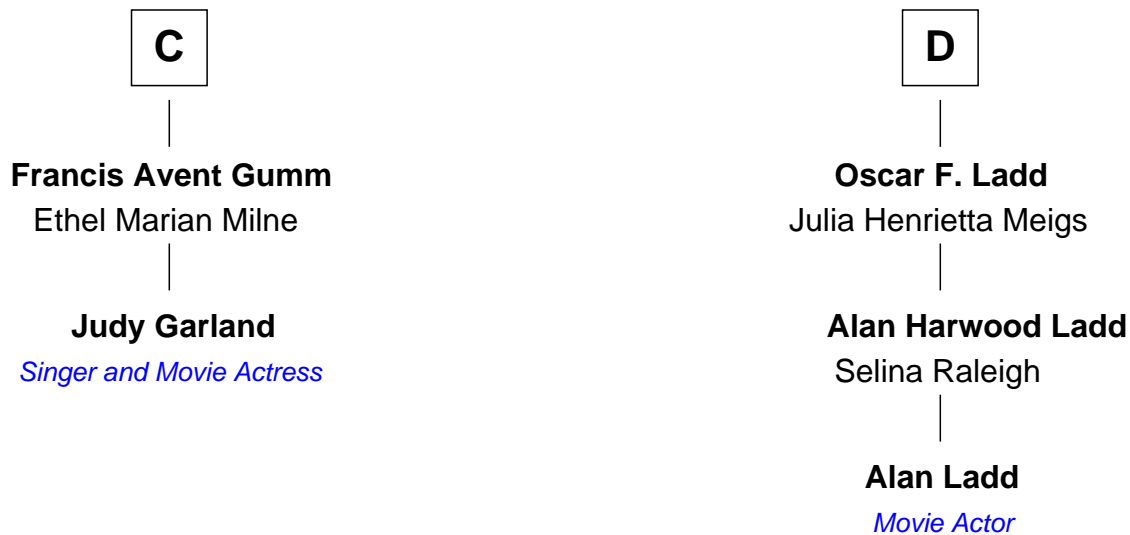 C
Francis Avent Gumm
Ethel Marian Milne
Judy Garland
Singer and Movie Actress
D
Oscar F. Ladd
Julia Henrietta Meigs
Alan Harwood Ladd
Selina Raleigh
Alan Ladd
Movie Actor